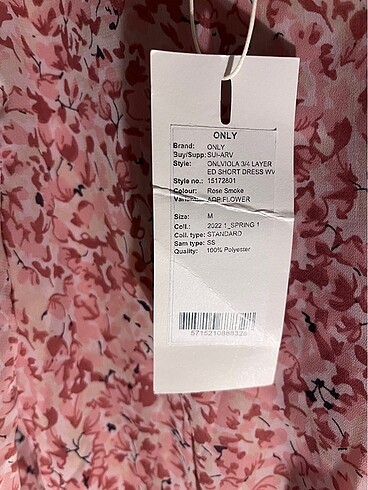 ONLY
Brand: ONLY
Buy/Supp: SUI-ARV
Style: ONLVIOLA 3/4 LAYER
ED SHORT DRESS WV
Style no.: 15172801
Colour: Rose Smoke
Variant: AOP FLOWER
Size: M
Coll.: 2022 1_SPRING 1
Coll. type: STANDARD
Sam type: SS
Quality: 100% Polyester